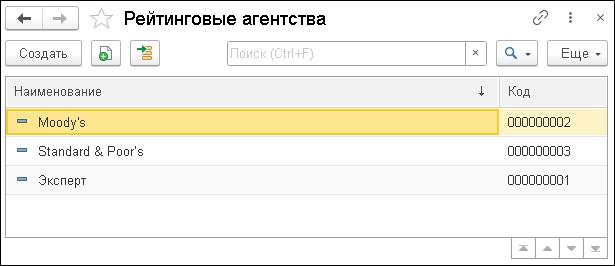 Рейтинговые агентства
Создать
Поиск (Ctrl+F)
Еще
Наименование Код
Moody's 000000002
Standard & Poor's 000000003
Эксперт 000000001